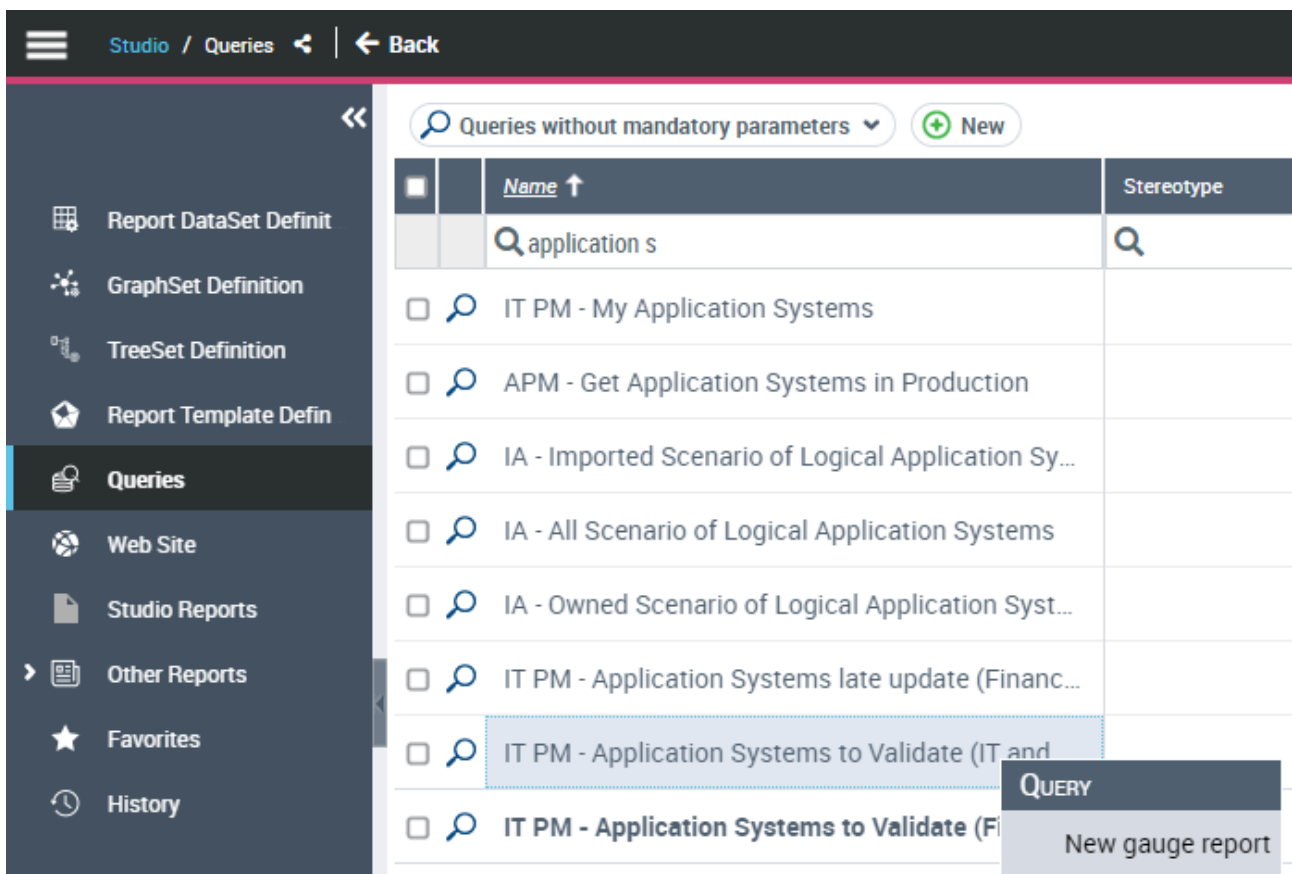 Studio / Queries Back
Queries without mandatory parameters New
Name Stereotype
application s
Report DataSet Definit
GraphSet Definition
TreeSet Definition
Report Template Defin
Queries
Web Site
Studio Reports
Other Reports
Favorites
History
IT PM - My Application Systems
APM - Get Application Systems in Production
IA - Imported Scenario of Logical Application Sy...
IA - All Scenario of Logical Application Systems
IA - Owned Scenario of Logical Application Syst...
IT PM - Application Systems late update (Financ...
IT PM - Application Systems to Validate (IT and
IT PM - Application Systems to Validate (Fi
QUERY
New gauge report